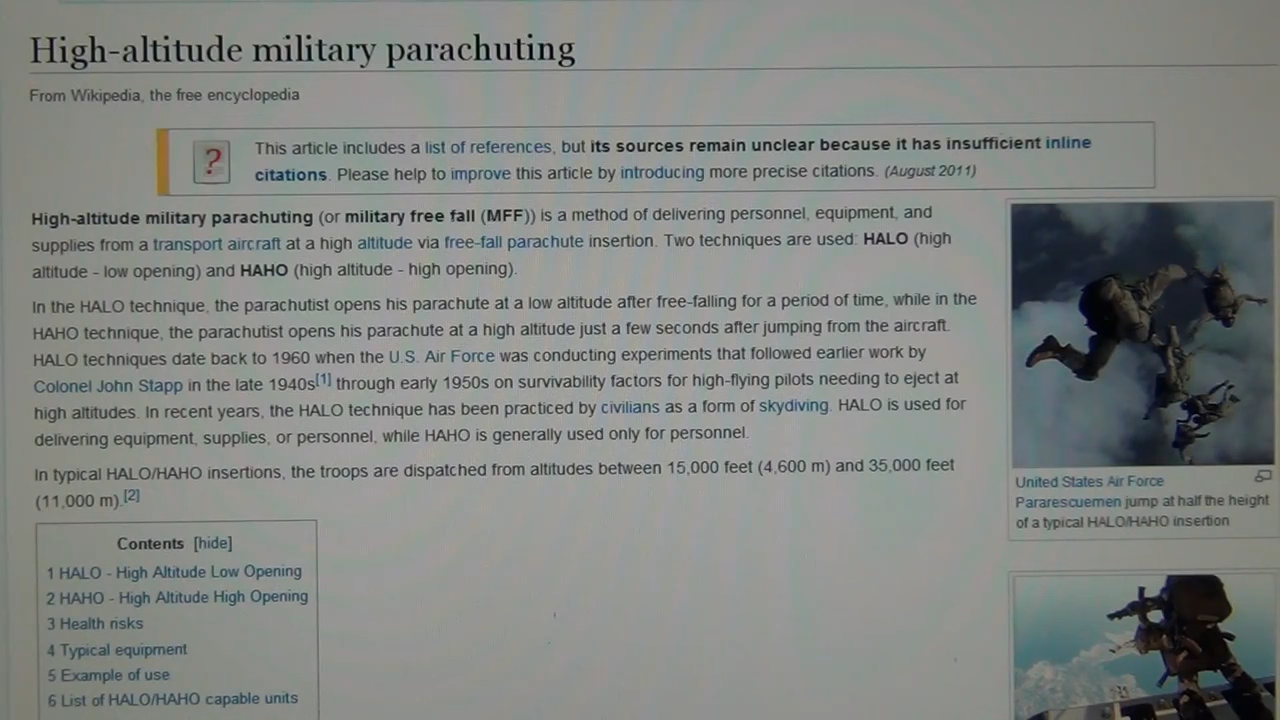 High-altitude military parachuting
From Wikipedia, the free encyclopedia
?
This article includes a list of references, but its sources remain unclear because it has insufficient inline
citations. Please help to improve this article by introducing more precise citations. (August 2011)
High-altitude military parachuting (or military free fall (MFF)) is a method of delivering personnel, equipment, and
supplies from a transport aircraft at a high altitude via free-fall parachute insertion. Two techniques are used: HALO (high
altitude - low opening) and HAHO (high altitude - high opening).
In the HALO technique, the parachutist opens his parachute at a low altitude after free-falling for a period of time, while in the
HAHO technique, the parachutist opens his parachute at a high altitude just a few seconds after jumping from the aircraft.
HALO techniques date back to 1960 when the U.S. Air Force was conducting experiments that followed earlier work by
Colonel John Stapp in the late 1940s[1] through early 1950s on survivability factors for high-flying pilots needing to eject at
high altitudes. In recent years, the HALO technique has been practiced by civilians as a form of skydiving. HALO is used for
delivering equipment, supplies, or personnel, while HAHO is generally used only for personnel.
In typical HALO/HAHO insertions, the troops are dispatched from altitudes between 15,000 feet (4,600 m) and 35,000 feet
(11,000 m).[2]
United States Air Force
Pararescuemen jump at half the height
of a typical HALO/HAHO insertion
Contents [hide]
1 HALO - High Altitude Low Opening
2 HAHO - High Altitude High Opening
3 Health risks
4 Typical equipment
5 Example of use
6 List of HALO/HAHO capable units